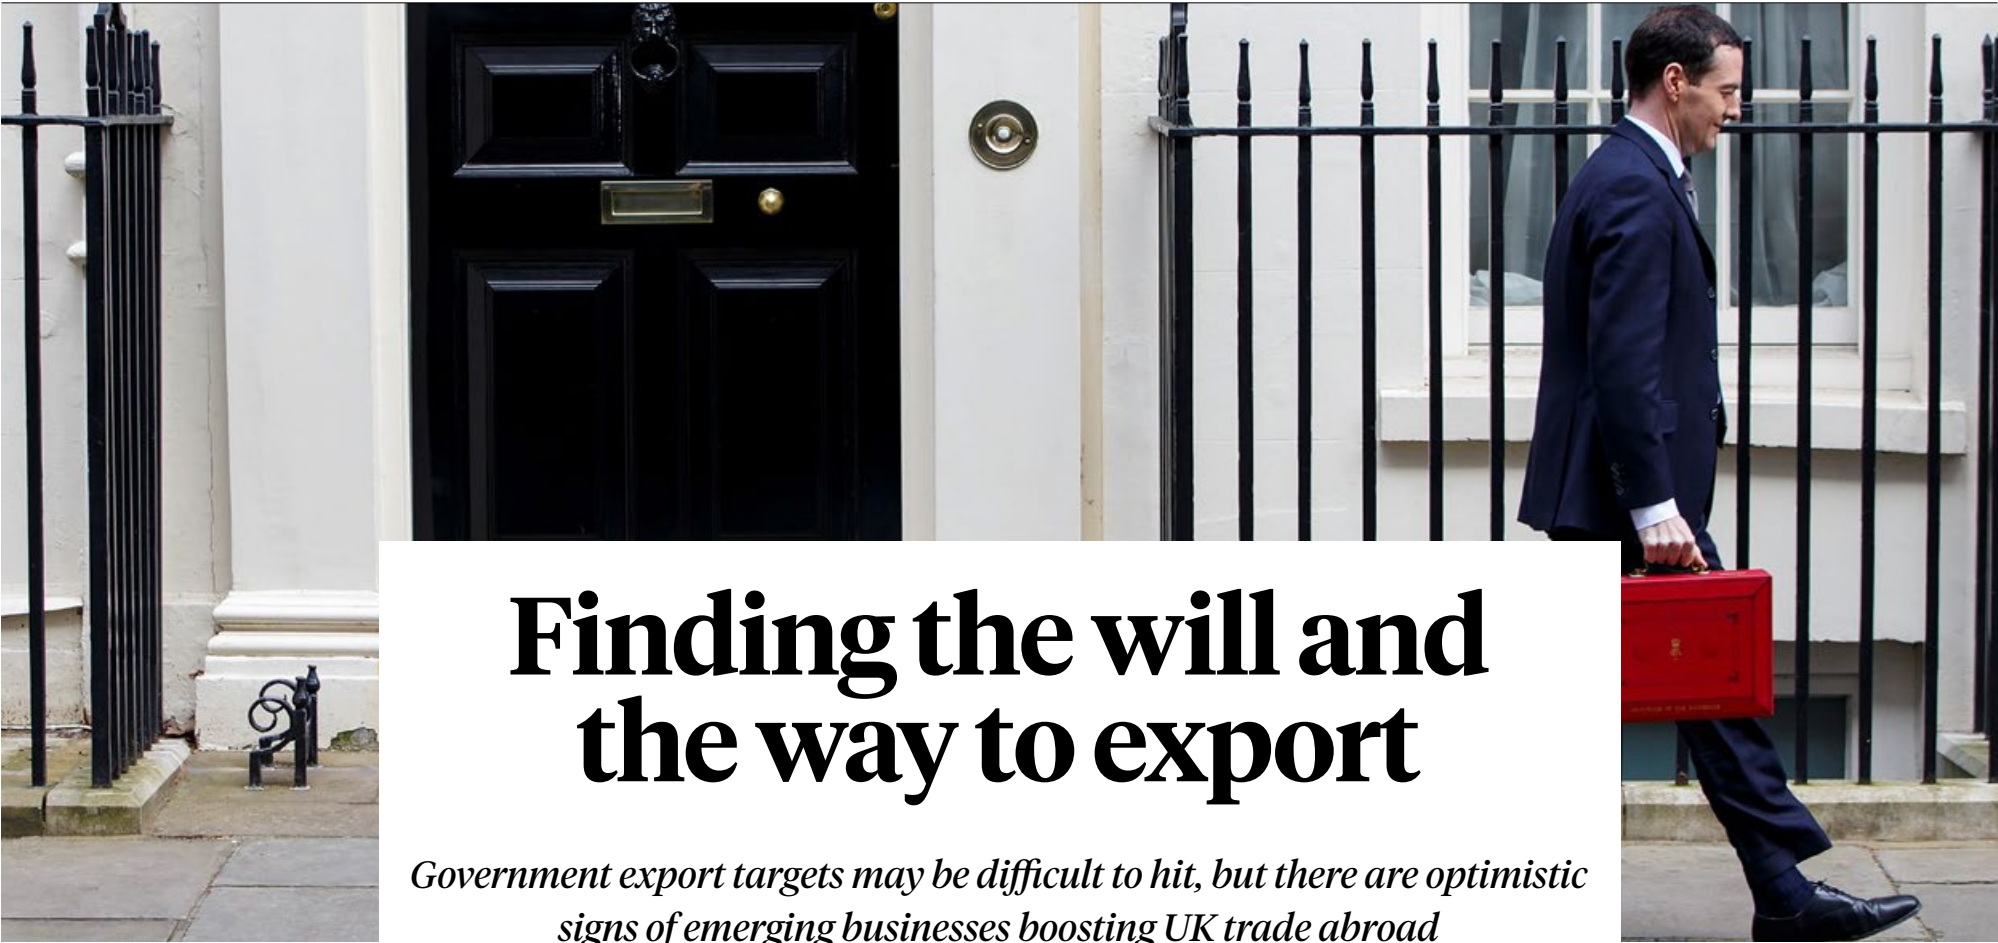 Finding the will and
the way to export
Government export targets may be difficult to hit, but there are optimistic
signs of emerging businesses boosting UK trade abroad